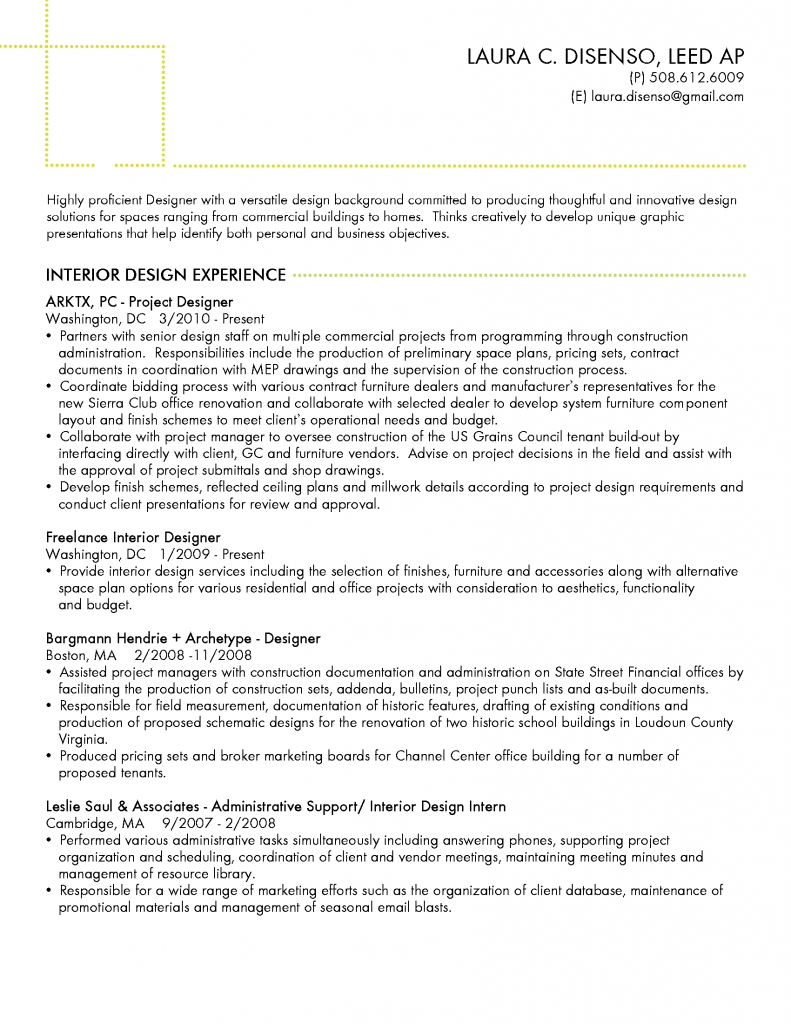 LAURA C. DISENSO, LEED AP
(P) 508.612.6009
(E) laura.disenso@gmail.com
Highly proficient Designer with a versatile design background committed to producing thoughtful and innovative design
solutions for spaces ranging from commercial buildings to homes.  Thinks creatively to develop unique graphic
presentations that help identify both personal and business objectives.
INTERIOR DESIGN EXPERIENCE
ARKTX, PC - Project Designer
Washington, DC   3/2010 - Present
• Partners with senior design staff on multiple commercial projects from programming through construction
administration.  Responsibilities include the production of preliminary space plans, pricing sets, contract
documents in coordination with MEP drawings and the supervision of the construction process.
• Coordinate bidding process with various contract furniture dealers and manufacturer's representatives for the
new Sierra Club office renovation and collaborate with selected dealer to develop system furniture component
layout and finish schemes to meet client's operational needs and budget.
• Collaborate with project manager to oversee construction of the US Grains Council tenant build-out by
interfacing directly with client, GC and furniture vendors.  Advise on project decisions in the field and assist with
the approval of project submittals and shop drawings.
• Develop finish schemes, reflected ceiling plans and millwork details according to project design requirements and
conduct client presentations for review and approval.
Freelance Interior Designer
Washington, DC   1/2009 - Present
• Provide interior design services including the selection of finishes, furniture and accessories along with alternative
space plan options for various residential and office projects with consideration to aesthetics, functionality
and budget.
Bargmann Hendrie + Archetype - Designer
Boston, MA    2/2008 -11/2008
• Assisted project managers with construction documentation and administration on State Street Financial offices by
facilitating the production of construction sets, addenda, bulletins, project punch lists and as-built documents.
• Responsible for field measurement, documentation of historic features, drafting of existing conditions and
production of proposed schematic designs for the renovation of two historic school buildings in Loudoun County
Virginia.
• Produced pricing sets and broker marketing boards for Channel Center office building for a number of
proposed tenants.
Leslie Saul & Associates - Administrative Support/ Interior Design Intern
Cambridge, MA    9/2007 - 2/2008
• Performed various administrative tasks simultaneously including answering phones, supporting project
organization and scheduling, coordination of client and vendor meetings, maintaining meeting minutes and
management of resource library.
• Responsible for a wide range of marketing efforts such as the organization of client database, maintenance of
promotional materials and management of seasonal email blasts.